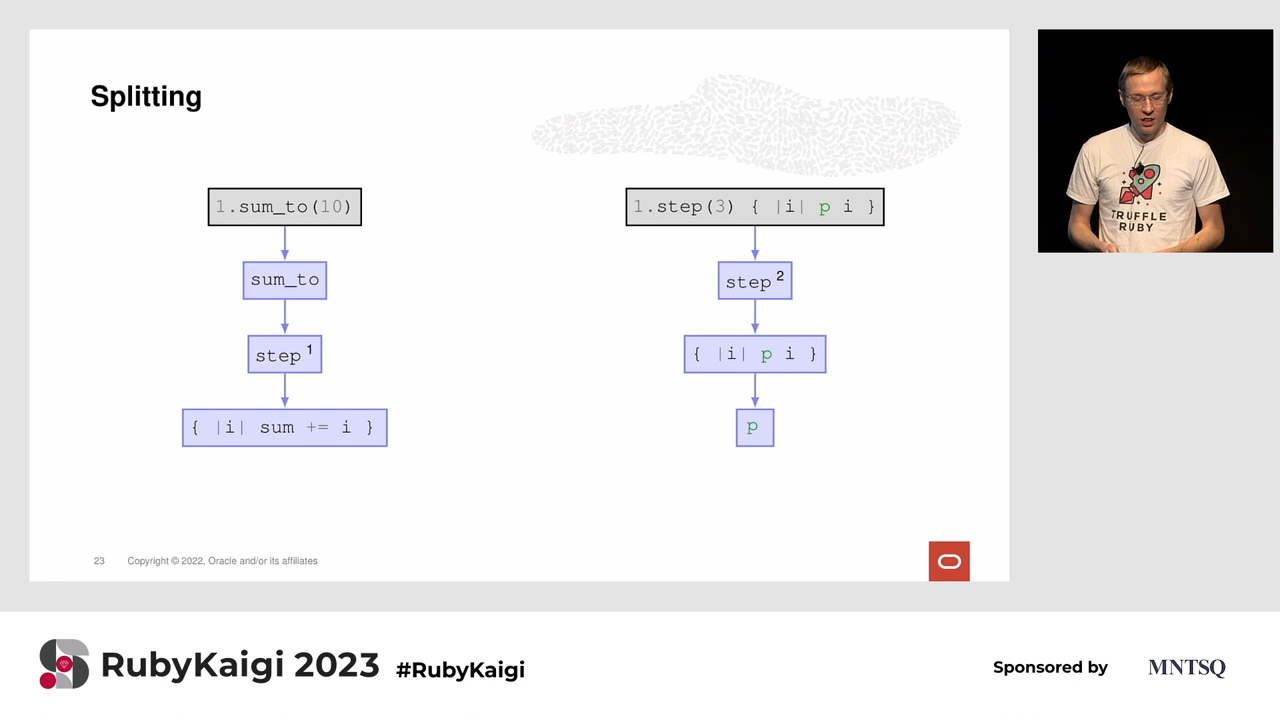 Splitting
1.sum_to(10)
sum_to
step 1
{ |i| sum += i }
1.step(3) { |i| p i }
step 2
{ |i| p i }
p
23 Copyright © 2022, Oracle and/or its affiliates
TRUFFLE
RUBY
RubyKaigi 2023 #RubyKaigi
Sponsored by MNTSQ